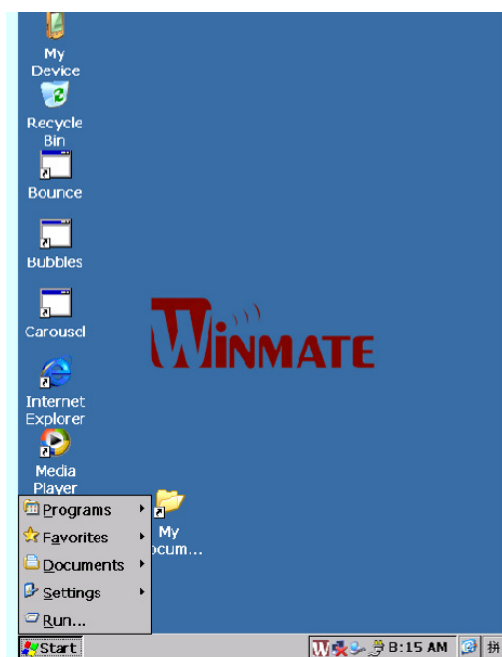 My
Device
Recycle
Bin
Bounce
Bubbles
Carousel
Internet
Explorer
Media
Player
WINMATE
My
ocum...
Programs
Favorites
Documents
Settings
Run...
Start
8:15 AM
拼